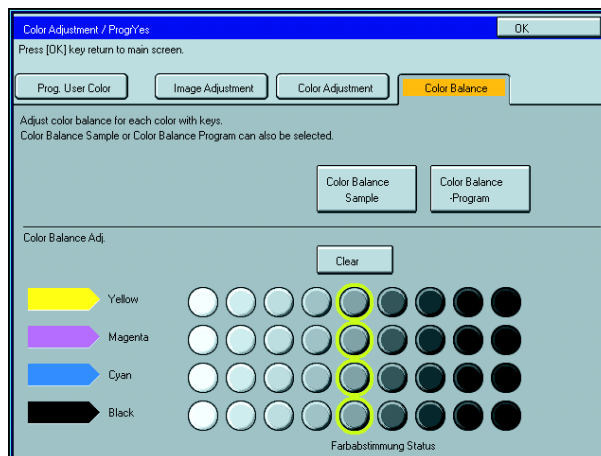 Color Adjustment / ProgrYes
OK
Press [OK] key return to main screen.
Prog. User Color
Image Adjustment
Color Adjustment
Color Balance
Adjust color balance for each color with keys.
Color Balance Sample or Color Balance Program can also be selected.
Color Balance
Sample
Color Balance
-Program
Color Balance Adj.
Clear
Yellow
Magenta
Cyan
Black
Farbabstimmung Status